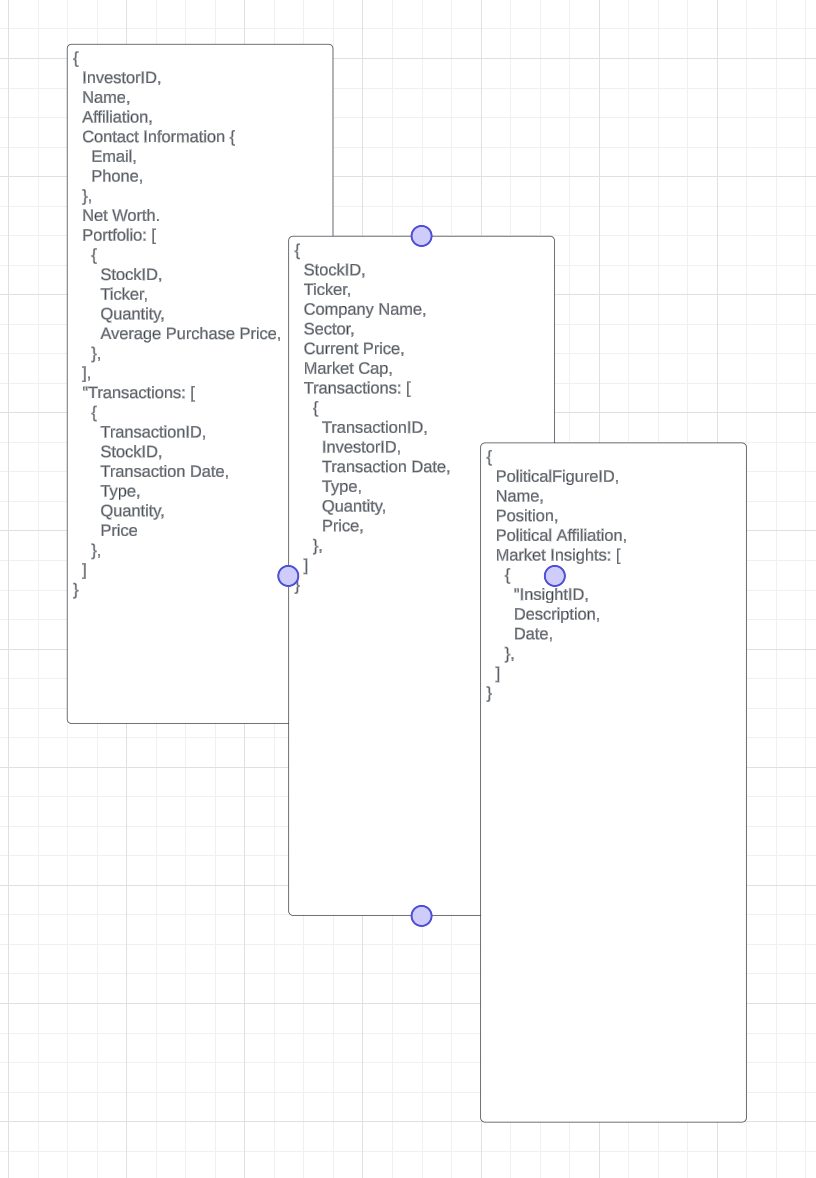 {
InvestorID,
Name,
Affiliation,
Contact Information {
Email,
Phone,
},
Net Worth.
Portfolio: [
{
StockID,
Ticker,
Quantity,
Average Purchase Price,
},
],
"Transactions: [
{
TransactionID,
StockID,
Transaction Date,
Type,
Quantity,
Price
},
]
}
{
StockID,
Ticker,
Company Name,
Sector,
Current Price,
Market Cap,
Transactions: [
{
TransactionID,
InvestorID,
Transaction Date,
Type,
Quantity,
Price,
},
]
}
{
PoliticalFigureID,
Name,
Position,
Political Affiliation,
Market Insights: [
{
"InsightID,
Description,
Date,
},
]
}